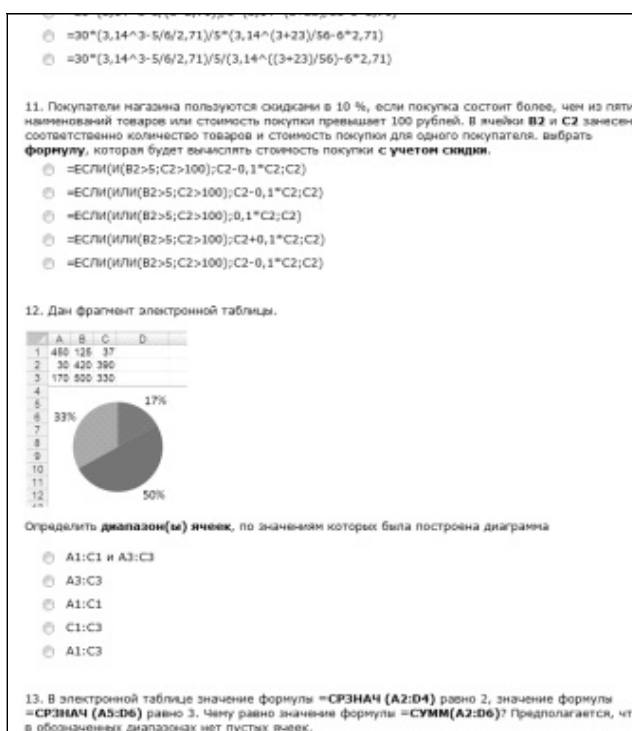 =30*(3,14^3-5/6/2,71)/5*(3,14^(3+23)/56-6*2,71)
=30*(3,14^3-5/6/2,71)/5/(3,14^((3+23)/56)-6*2,71)
11. Покупатели магазина пользуются скидками в 10 %, если покупка состоит более, чем из пяти
наименований товаров или стоимость покупки превышает 100 рублей. В ячейки B2 и C2 занесен
соответственно количество товаров и стоимость покупки для одного покупателя. выбрать
формулу, которая будет вычислять стоимость покупки с учетом скидки.
=ЕСЛИ(И(B2>5;C2>100);C2-0,1*C2;C2)
=ЕСЛИ(ИЛИ(B2>5;C2>100);C2-0,1*C2;C2)
=ЕСЛИ(ИЛИ(B2>5;C2>100);0,1*C2;C2)
=ЕСЛИ(ИЛИ(B2>5;C2>100);C2+0,1*C2;C2)
=ЕСЛИ(ИЛИ(B2>5;C2>100);C2-0,1*C2;C2)
12. Дан фрагмент электронной таблицы.
A B C D
1 450 125 37
2 30 420 390
3 170 500 330
4
5
6
7
8
9
10
11
12
17%
33%
50%
Определить диапазон(ы) ячеек, по значениям которых была построена диаграмма
A1:C1 и A3:C3
A3:C3
A1:C1
C1:C3
A1:C3
13. В электронной таблице значение формулы =СРЗНАЧ (A2:D4) равно 2, значение формулы
=СРЗНАЧ (A5:D6) равно 3. Чему равно значение формулы =СУММ(A2:D6)? Предполагается, чт
в обозначенных диапазонах нет пустых ячеек.